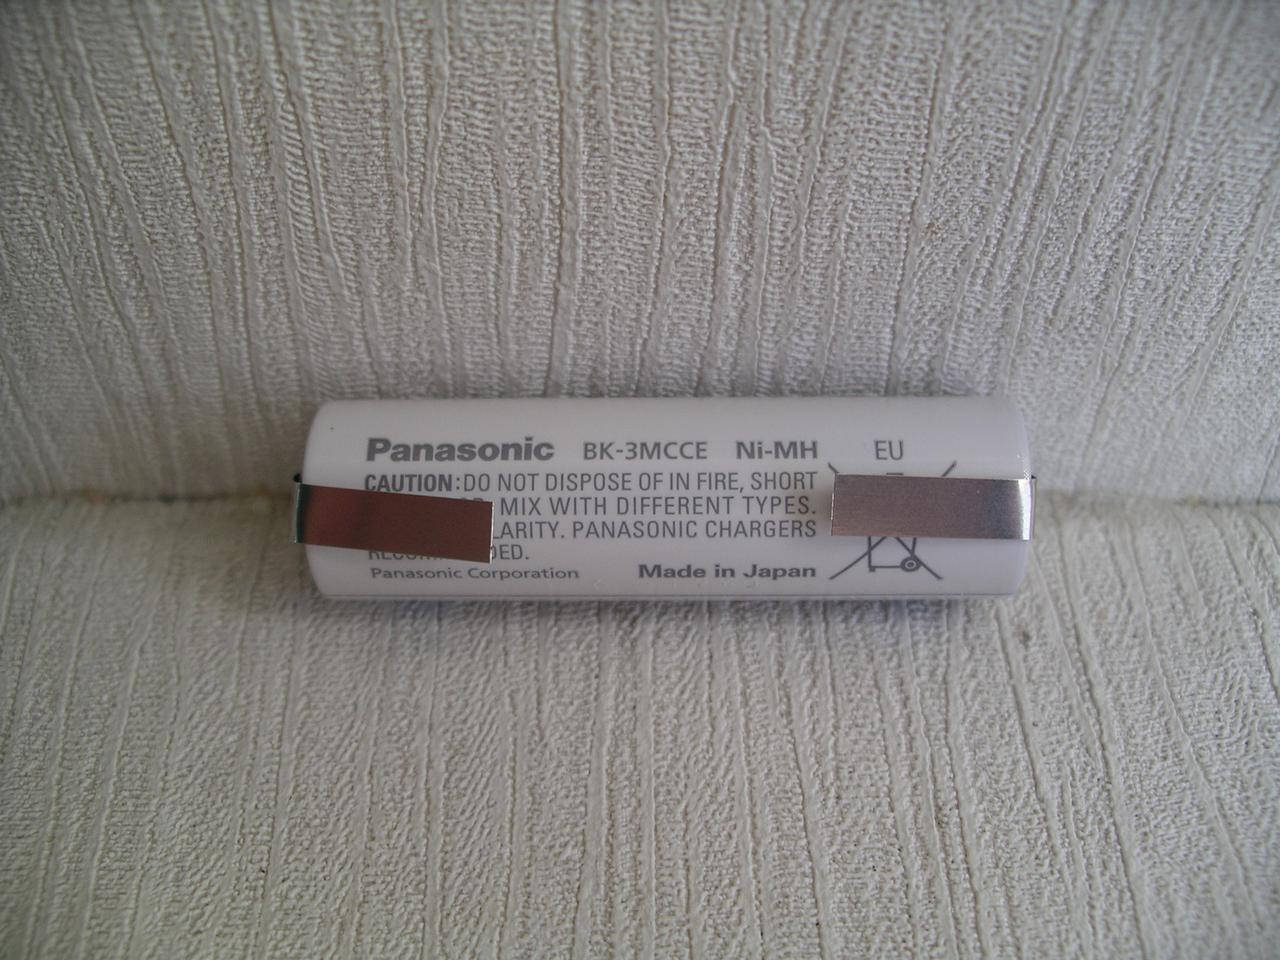 Panasonic BK-3MCCE Ni-MH EU
CAUTION: DO NOT DISPOSE OF IN FIRE, SHORT
MIX WITH DIFFERENT TYPES.
LARITY. PANASONIC CHARGERS
DED.
Panasonic Corporation Made in Japan